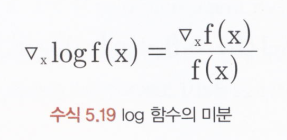 ∇ₓ log f(x) = ∇ₓf(x) / f(x)
수식 5.19 log 함수의 미분